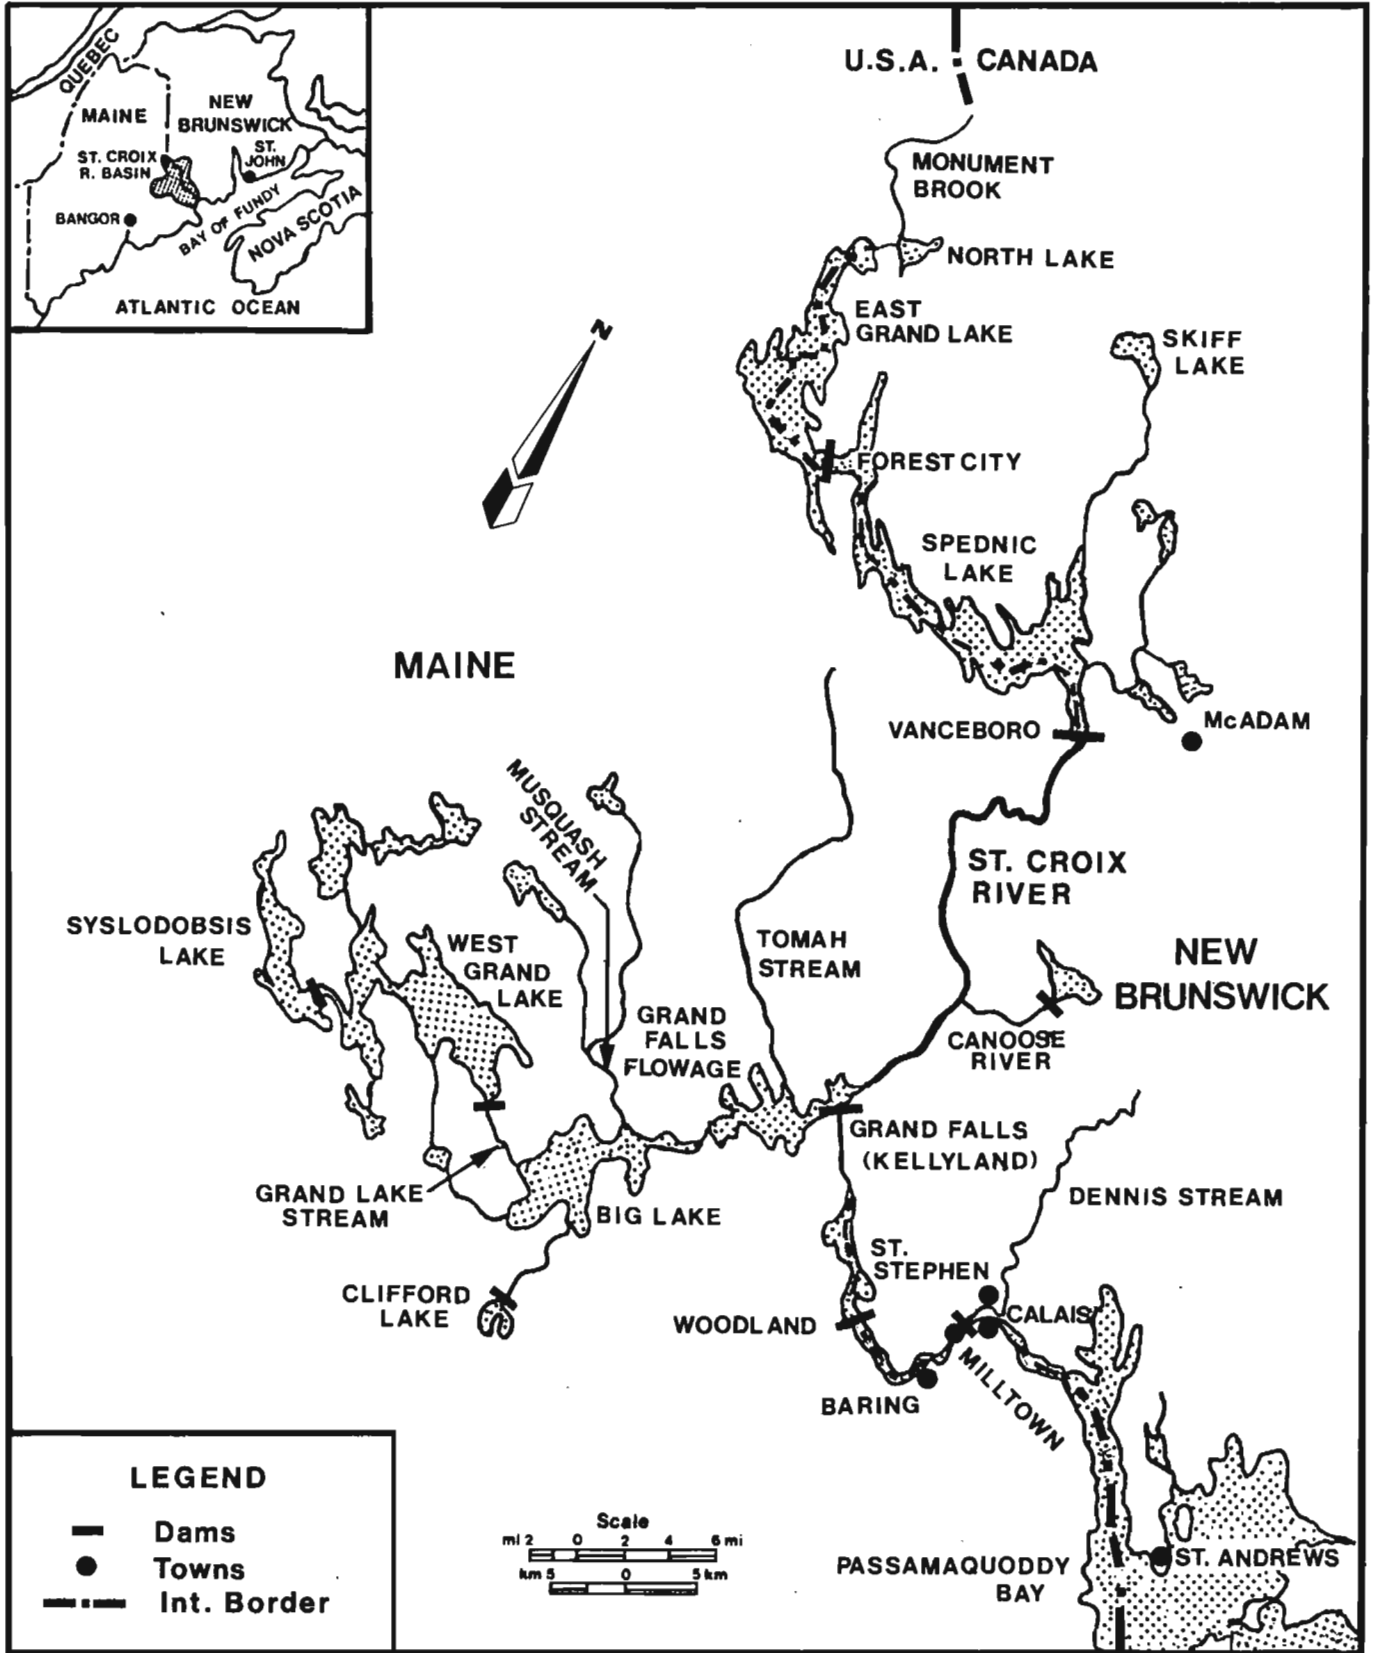 QUEBEC
MAINE
NEW
BRUNSWICK
ST. CROIX
R. BASIN
ST.
JOHN
BANGOR
BAY OF FUNDY
NOVA SCOTIA
ATLANTIC OCEAN
U.S.A.
CANADA
MONUMENT
BROOK
NORTH LAKE
EAST
GRAND LAKE
SKIFF
LAKE
N
FOREST CITY
SPEDNIC
LAKE
MAINE
VANCEBORO
McADAM
MUSQUASH
STREAM
ST. CROIX
RIVER
SYSLODOBSIS
LAKE
WEST
GRAND
LAKE
TOMAH
STREAM
NEW
BRUNSWICK
GRAND
FALLS
FLOWAGE
CANOOSE
RIVER
GRAND FALLS
(KELLYLAND)
GRAND LAKE
STREAM
BIG LAKE
DENNIS STREAM
ST.
STEPHEN
CLIFFORD
LAKE
WOODLAND
CALAIS
BARING
MILLTOWN
LEGEND
Dams
Towns
Int. Border
Scale
mi 2 0 2 4 6 mi
km 5 0 5 km
PASSAMAQUODDY
BAY
ST. ANDREWS